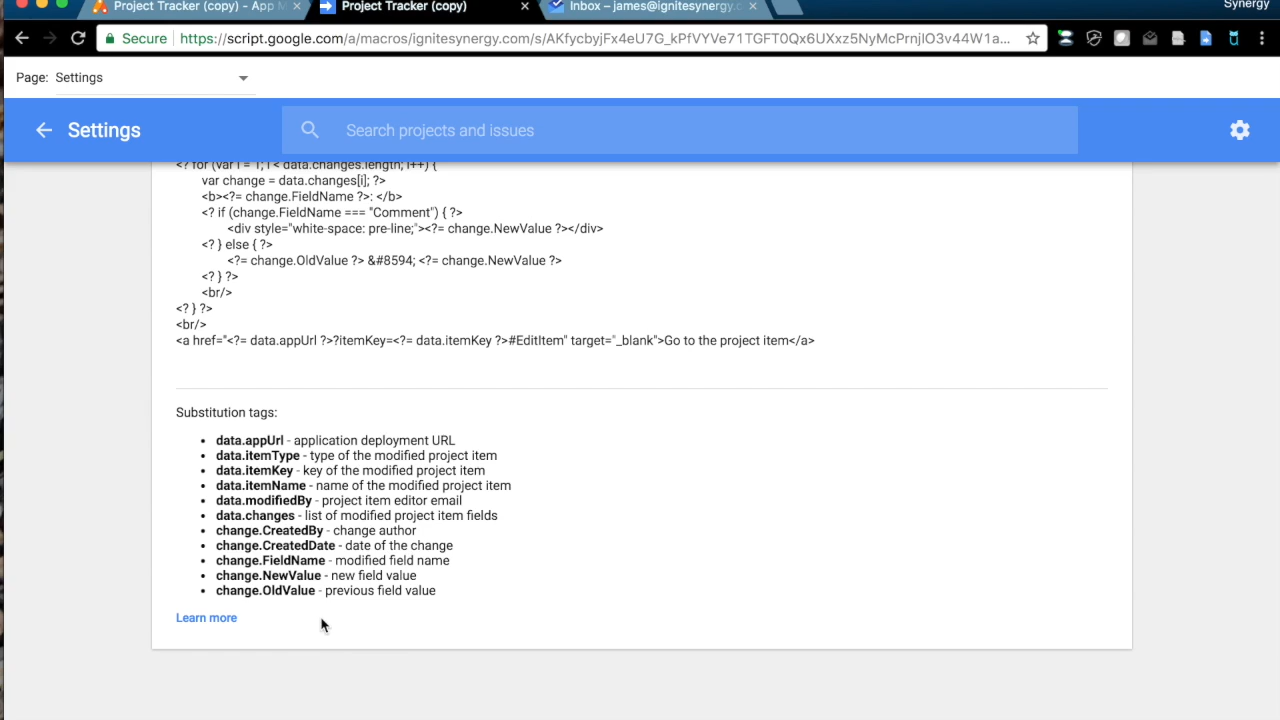 Project Tracker (copy) - App M
Project Tracker (copy)
Inbox – james@ignitesynergy.c
Synergy
Secure
https://script.google.com/a/macros/ignitesynergy.com/s/AKfycbyjFx4eU7G_kPfVYVe71TGFT0Qx6UXxz5NyMcPrnjIO3v44W1a...
Page: Settings
Settings
Search projects and issues
<? for (var i = 1; i < data.changes.length; i++) {
var change = data.changes[i]; ?>
<b><?= change.FieldName ?>: </b>
<? if (change.FieldName === "Comment") { ?>
<div style="white-space: pre-line;"><?= change.NewValue ?></div>
<? } else { ?>
<?= change.OldValue ?> &#8594; <?= change.NewValue ?>
<? } ?>
<br/>
<? } ?>
<br/>
<a href="<?= data.appUrl ?>?itemKey=<?= data.itemKey ?>#EditItem" target="_blank">Go to the project item</a>
Substitution tags:
• data.appUrl - application deployment URL
• data.itemType - type of the modified project item
• data.itemKey - key of the modified project item
• data.itemName - name of the modified project item
• data.modifiedBy - project item editor email
• data.changes - list of modified project item fields
• change.CreatedBy - change author
• change.CreatedDate - date of the change
• change.FieldName - modified field name
• change.NewValue - new field value
• change.OldValue - previous field value
Learn more